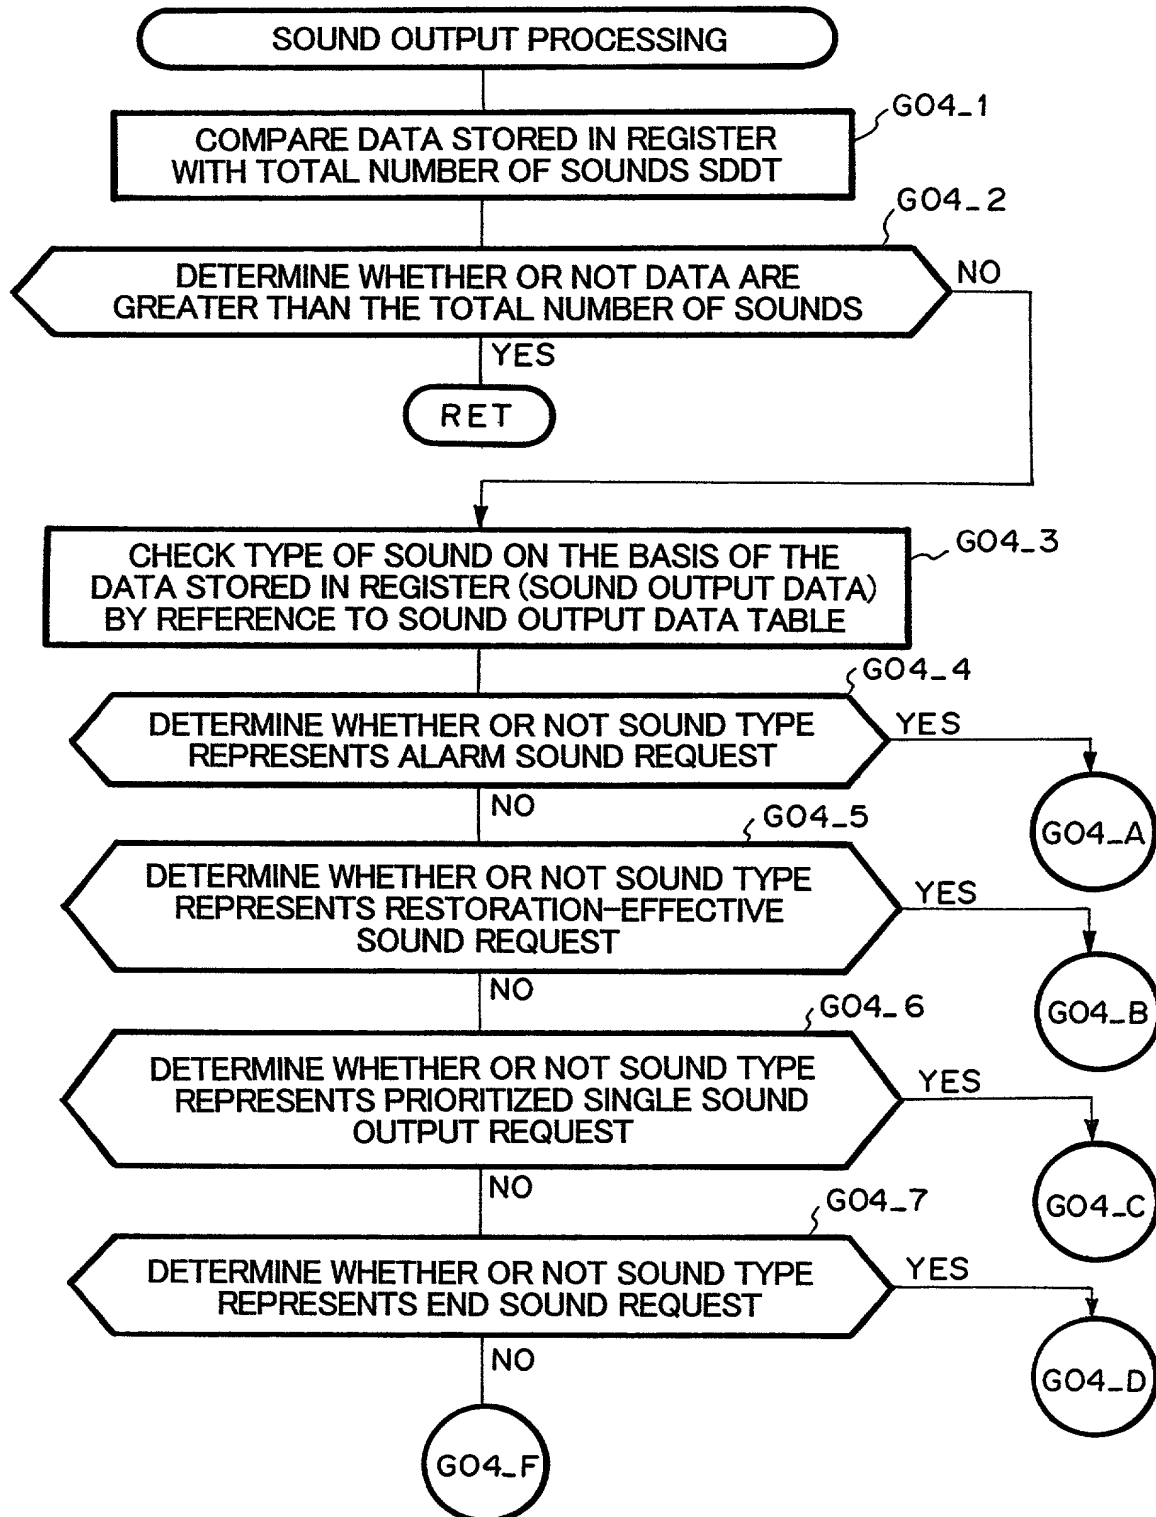 SOUND OUTPUT PROCESSING
G04_1
COMPARE DATA STORED IN REGISTER
WITH TOTAL NUMBER OF SOUNDS SDDT
G04_2
DETERMINE WHETHER OR NOT DATA ARE
GREATER THAN THE TOTAL NUMBER OF SOUNDS
NO
YES
RET
G04_3
CHECK TYPE OF SOUND ON THE BASIS OF THE
DATA STORED IN REGISTER (SOUND OUTPUT DATA)
BY REFERENCE TO SOUND OUTPUT DATA TABLE
G04_4
DETERMINE WHETHER OR NOT SOUND TYPE
REPRESENTS ALARM SOUND REQUEST
YES
NO
G04_A
G04_5
DETERMINE WHETHER OR NOT SOUND TYPE
REPRESENTS RESTORATION-EFFECTIVE
SOUND REQUEST
YES
NO
G04_B
G04_6
DETERMINE WHETHER OR NOT SOUND TYPE
REPRESENTS PRIORITIZED SINGLE SOUND
OUTPUT REQUEST
YES
NO
G04_C
G04_7
DETERMINE WHETHER OR NOT SOUND TYPE
REPRESENTS END SOUND REQUEST
YES
NO
G04_D
G04_F